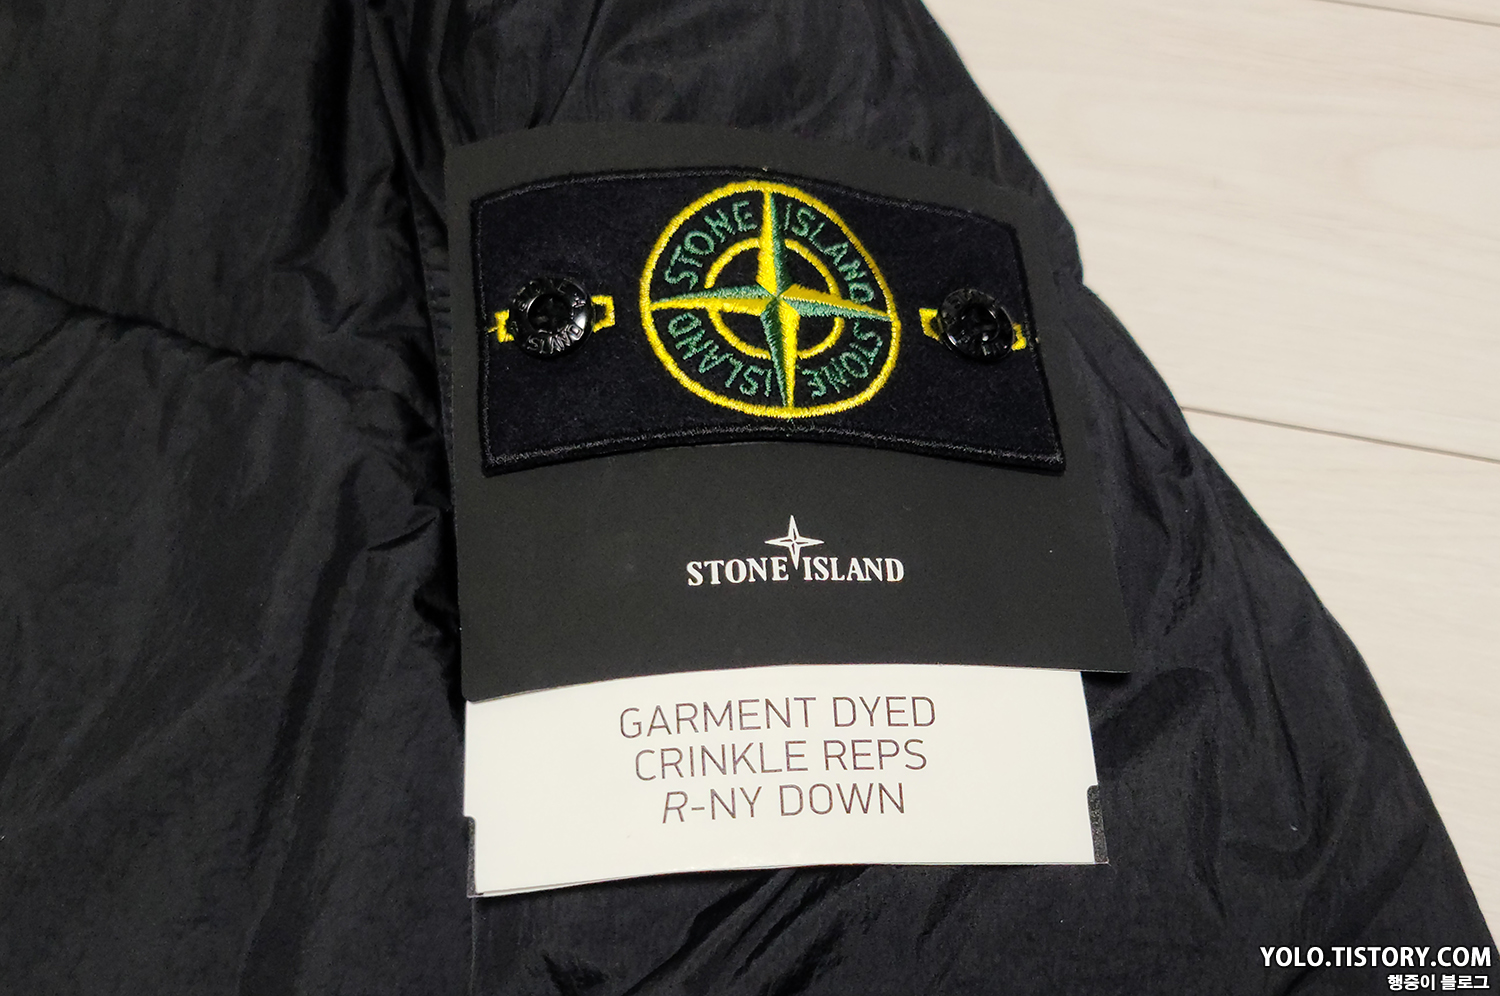 STONE ISLAND
STONE ISLAND
ISLAND
STONE ISLAND
GARMENT DYED
CRINKLE REPS
R-NY DOWN
YOLO.TISTORY.COM
행중이 블로그